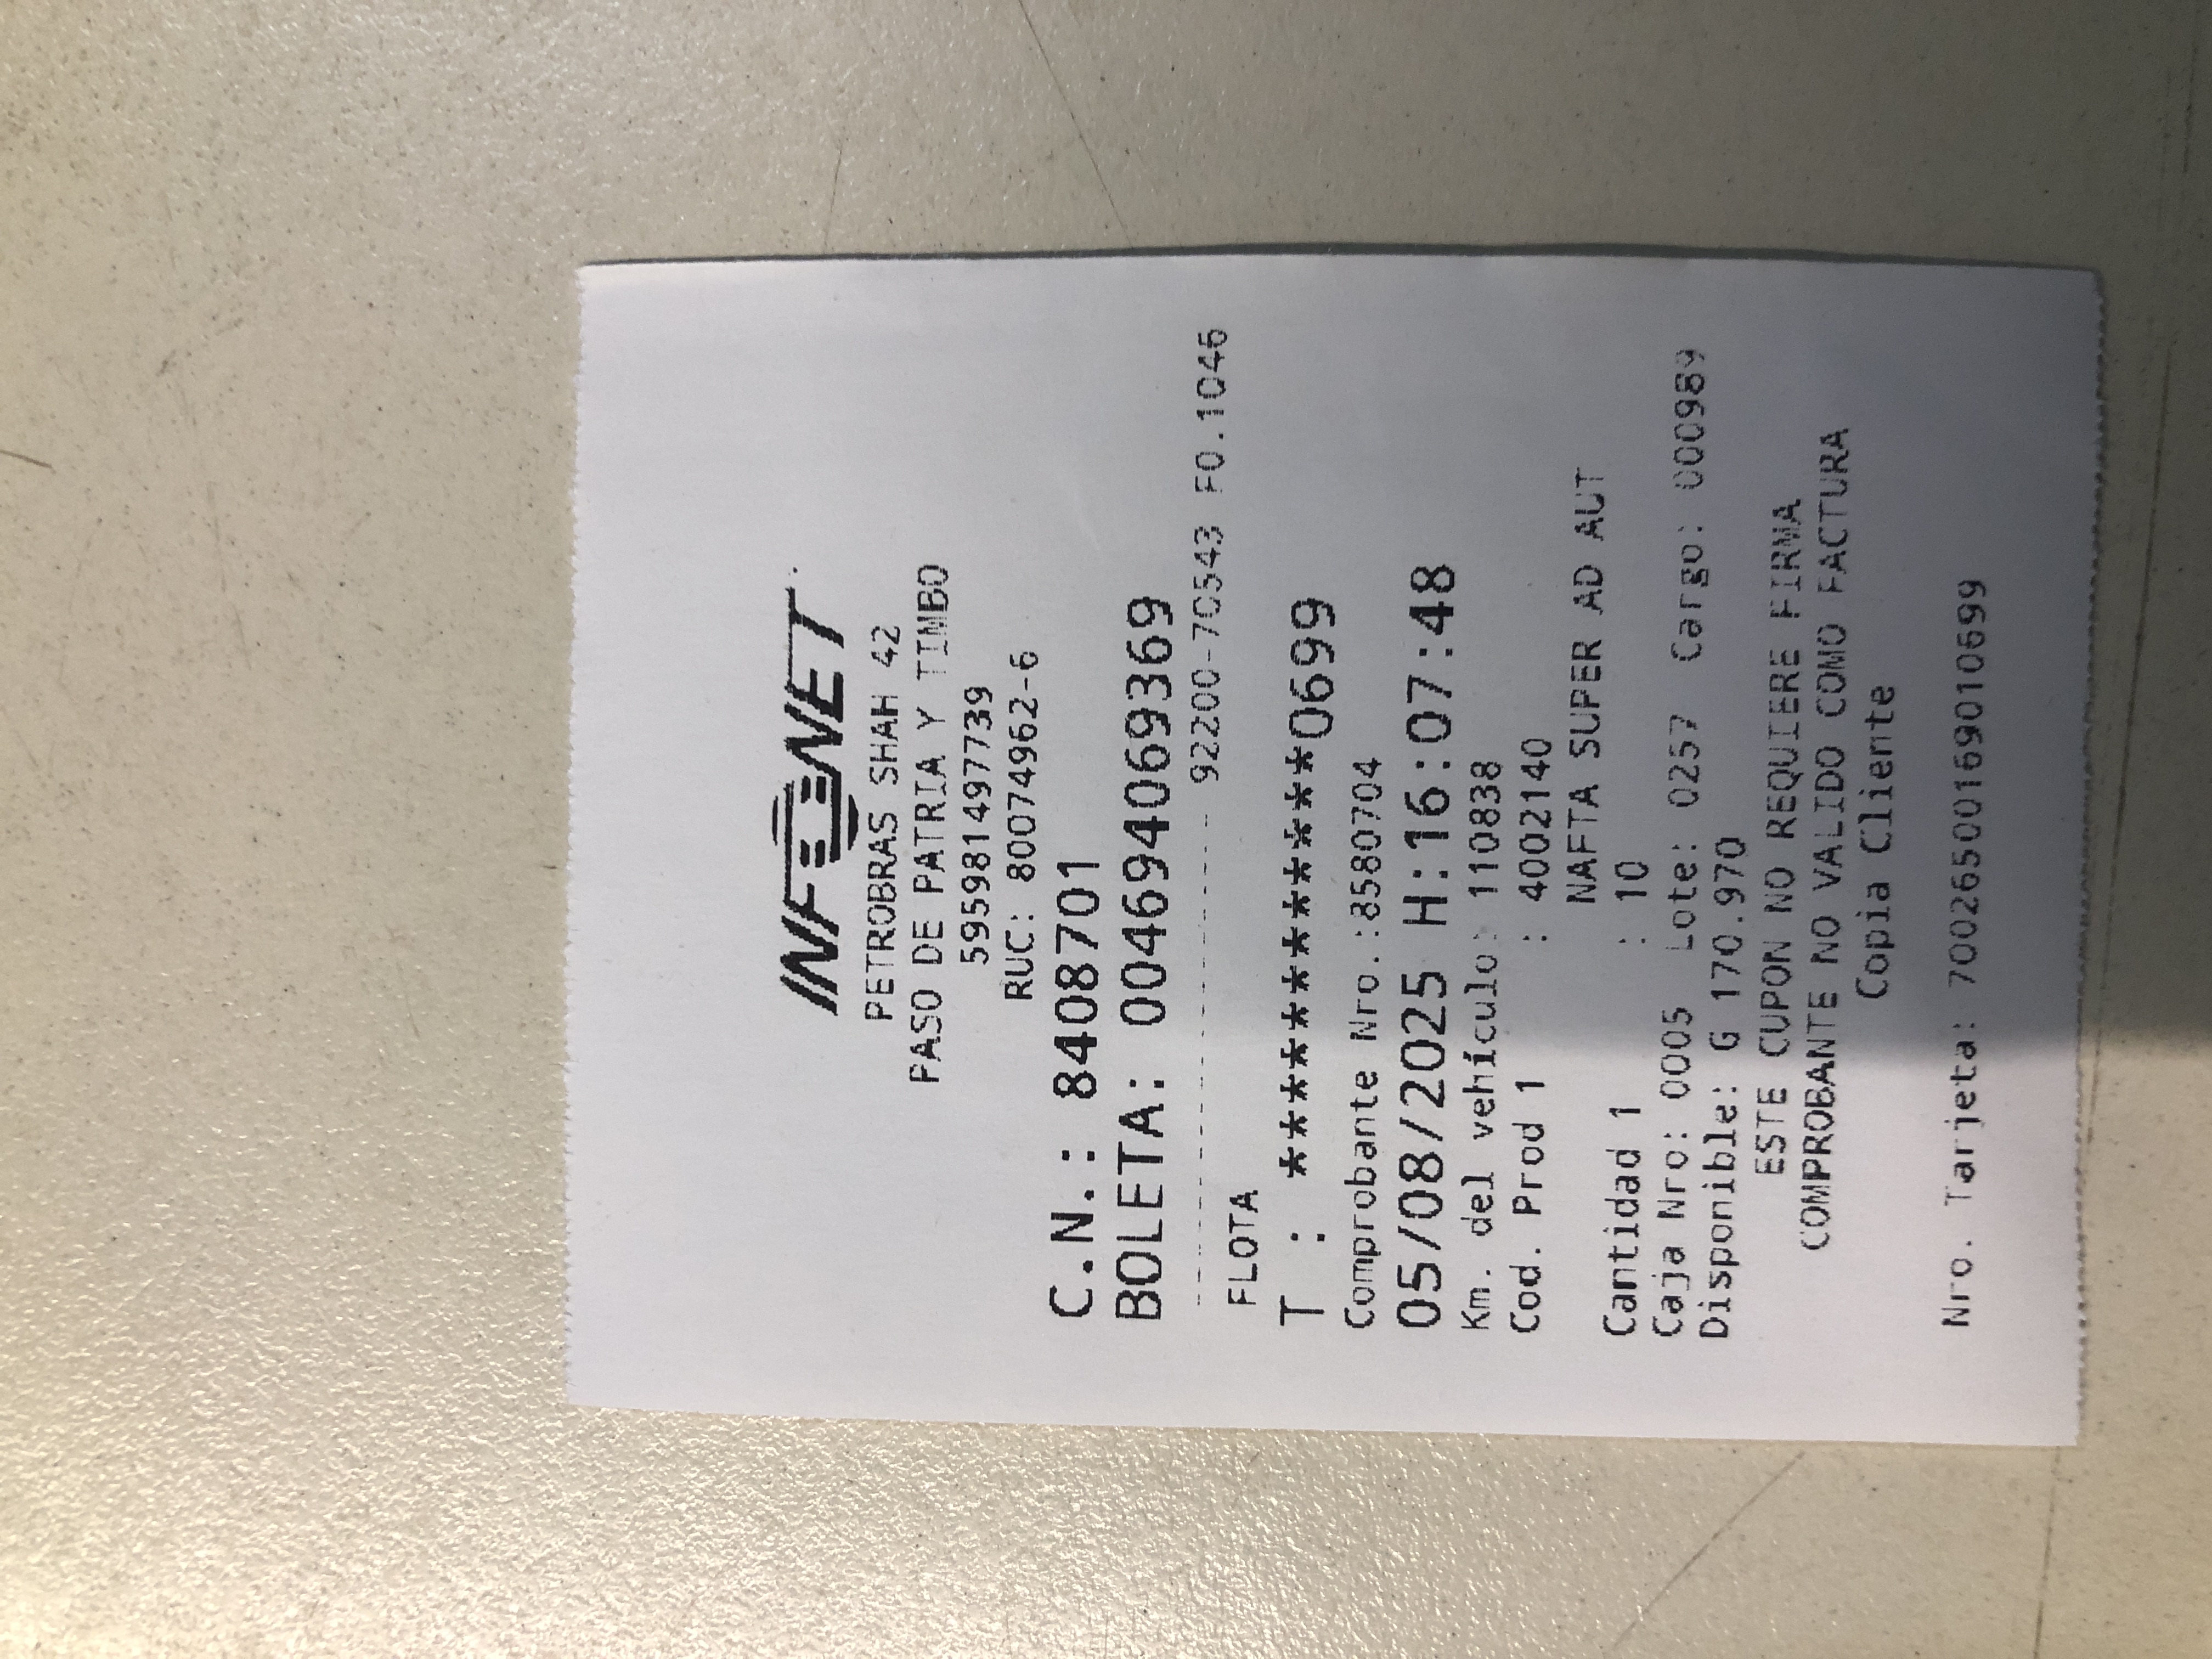 INFONET
PETROBRAS SHAH 42
PASO DE PATRIA Y TIMBO
595981497739
RUC: 80074962-6
C.N.: 8408701
BOLETA: 004694069369
---------------------- 92200-70543 F0.1046
FLOTA
T : ************0699
Comprobante Nro.:8580704
05/08/2025 H:16:07:48
Km. del vehículo: 110838
Cod. Prod 1 : 4002140
NAFTA SUPER AD AUT
Cantidad 1 : 10
Caja Nro: 0005 Lote: 0257 Cargo: 000989
Disponible: G 170.970
ESTE CUPON NO REQUIERE FIRMA
COMPROBANTE NO VALIDO COMO FACTURA
Copia Cliente
Nro. Tarjeta: 70026500169010699